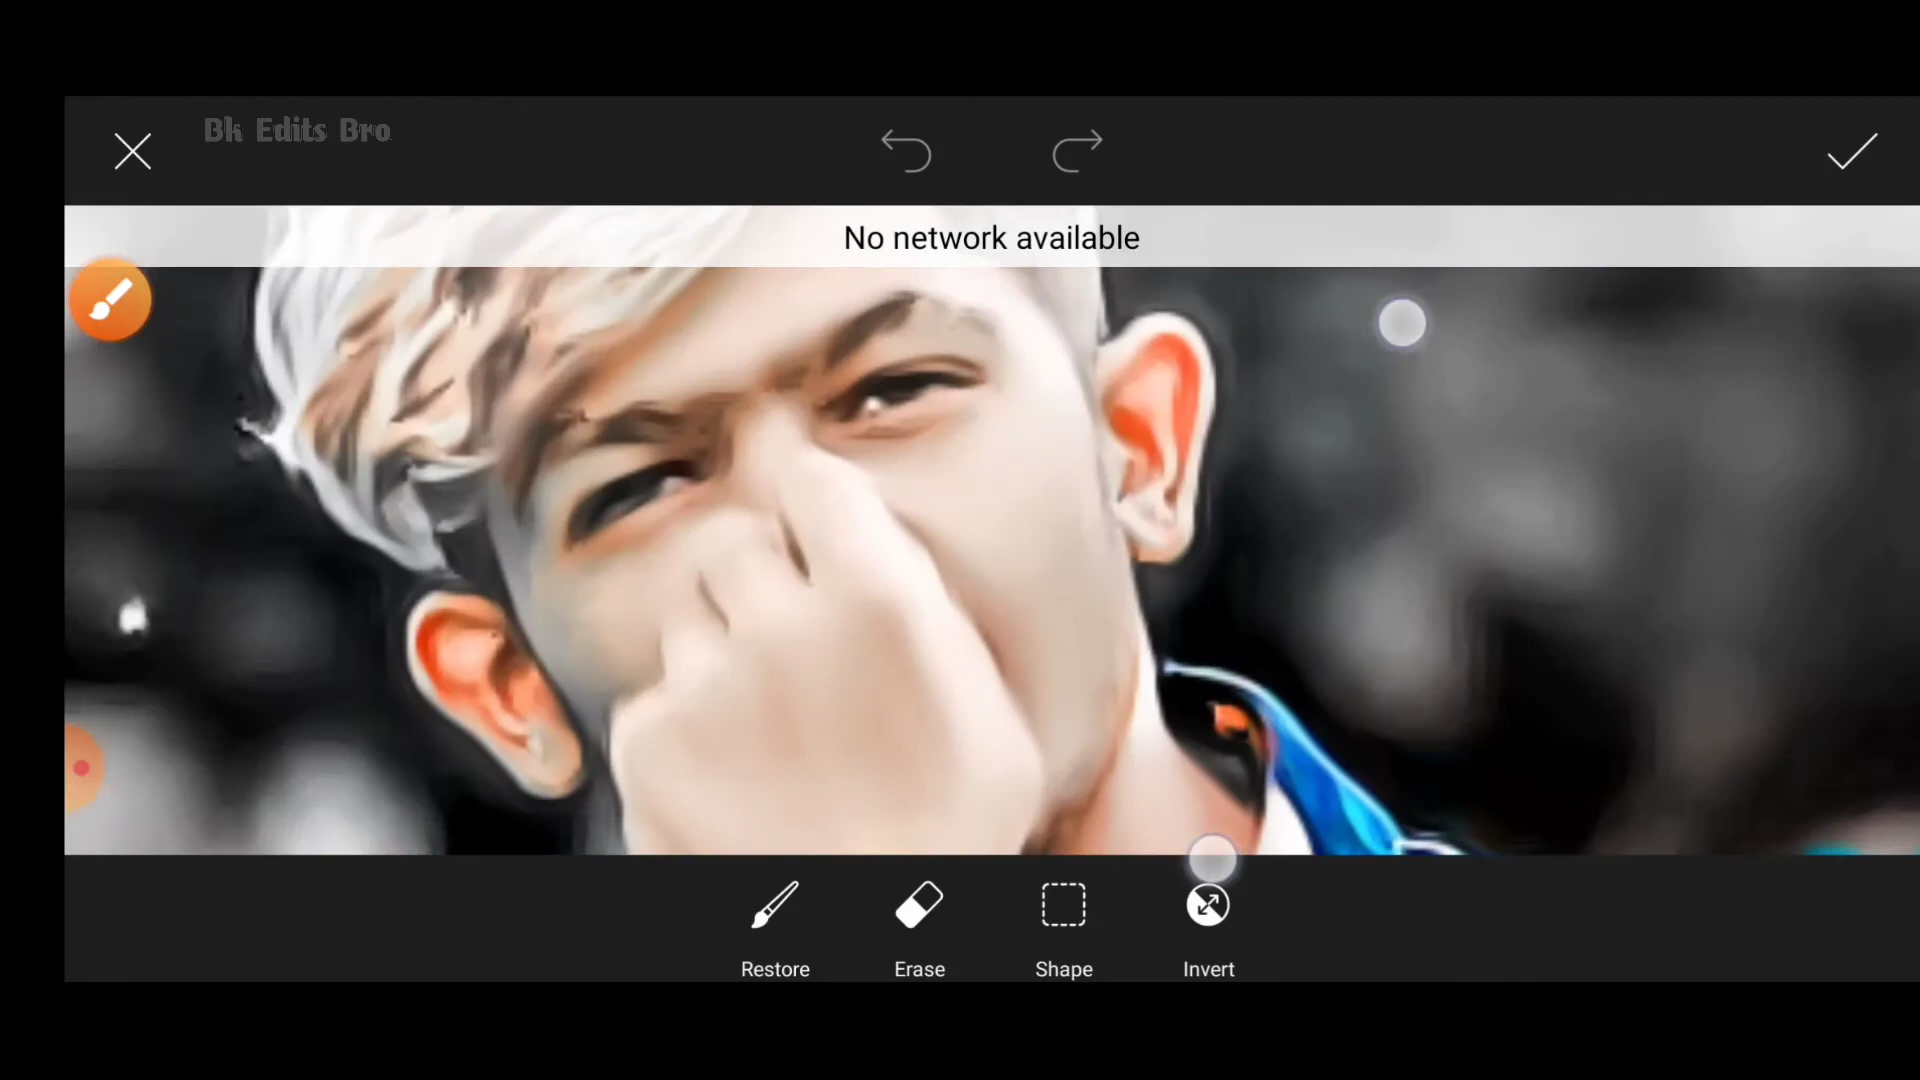 Bk Edits Bro
No network available
Restore
Erase
Shape
Invert